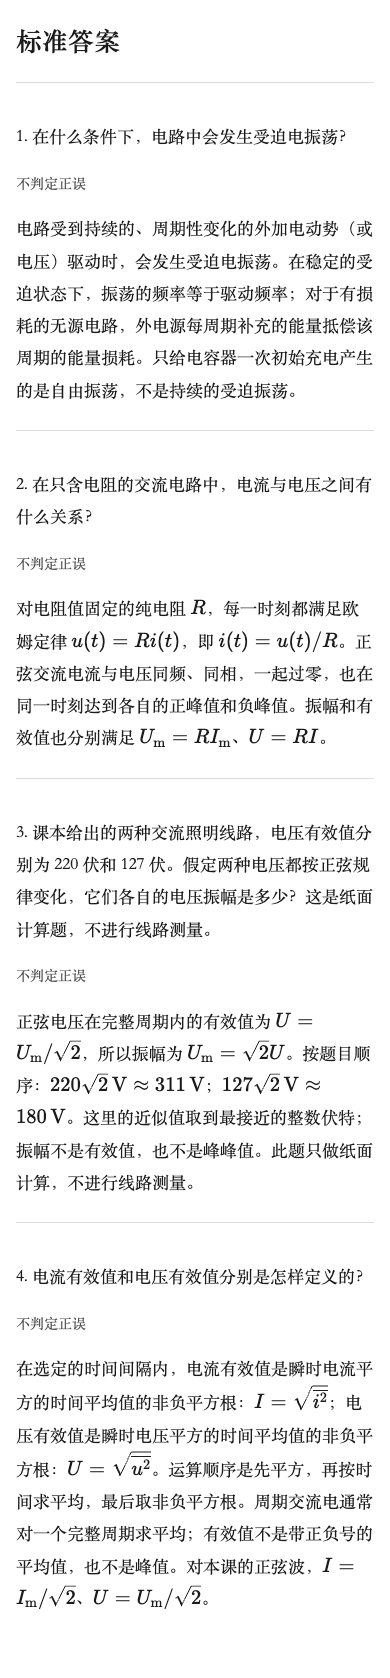 标准答案
1. 在什么条件下，电路中会发生受迫电振荡？
不判定正误
电路受到持续的、周期性变化的外加电动势（或
电压）驱动时，会发生受迫电振荡。在稳定的受
迫状态下，振荡的频率等于驱动频率；对于有损
耗的无源电路，外电源每周期补充的能量抵偿该
周期的能量损耗。只给电容器一次初始充电产生
的是自由振荡，不是持续的受迫振荡。
2. 在只含电阻的交流电路中，电流与电压之间有
什么关系？
不判定正误
对电阻值固定的纯电阻 R，每一时刻都满足欧
姆定律 u(t) = Ri(t)，即 i(t) = u(t)/R。正
弦交流电流与电压同频、同相，一起过零，也在
同一时刻达到各自的正峰值和负峰值。振幅和有
效值也分别满足 Uₘ = RIₘ、U = RI。
3. 课本给出的两种交流照明线路，电压有效值分
别为 220 伏和 127 伏。假定两种电压都按正弦规
律变化，它们各自的电压振幅是多少？这是纸面
计算题，不进行线路测量。
不判定正误
正弦电压在完整周期内的有效值为 U =
Uₘ/√2，所以振幅为 Uₘ = √2U。按题目顺
序：220√2 V ≈ 311 V；127√2 V ≈
180 V。这里的近似值取到最接近的整数伏特；
振幅不是有效值，也不是峰峰值。此题只做纸面
计算，不进行线路测量。
4. 电流有效值和电压有效值分别是怎样定义的？
不判定正误
在选定的时间间隔内，电流有效值是瞬时电流平
方的时间平均值的非负平方根：I = √(i²)̅；电
压有效值是瞬时电压平方的时间平均值的非负平
方根：U = √(u²)̅。运算顺序是先平方，再按时
间求平均，最后取非负平方根。周期交流电通常
对一个完整周期求平均；有效值不是带正负号的
平均值，也不是峰值。对本课的正弦波，I =
Iₘ/√2、U = Uₘ/√2。